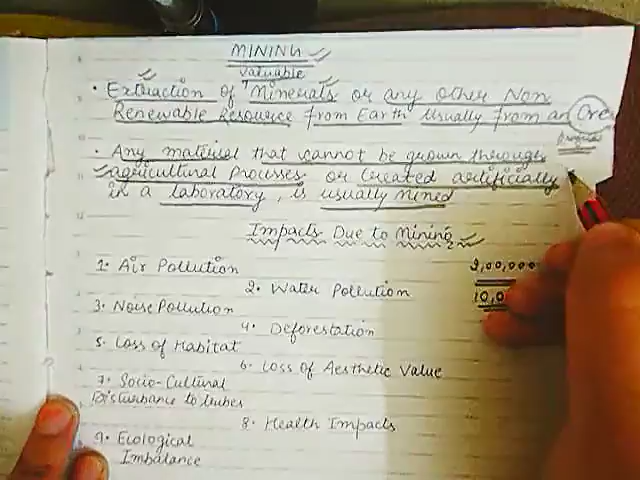 MINING
Valuable
• Extraction of Minerals or any other Non
Renewable Resource from Earth usually from an Ore
• Any material that cannot be grown through
agricultural processes or created artificially
in a laboratory, is usually mined
Impacts Due to Mining
1. Air Pollution
2. Water Pollution
3. Noise Pollution
4. Deforestation
5. Loss of Habitat
6. Loss of Aesthetic Value
7. Socio-Cultural
Disturbance to tribes
8. Health Impacts
9. Ecological
Imbalance